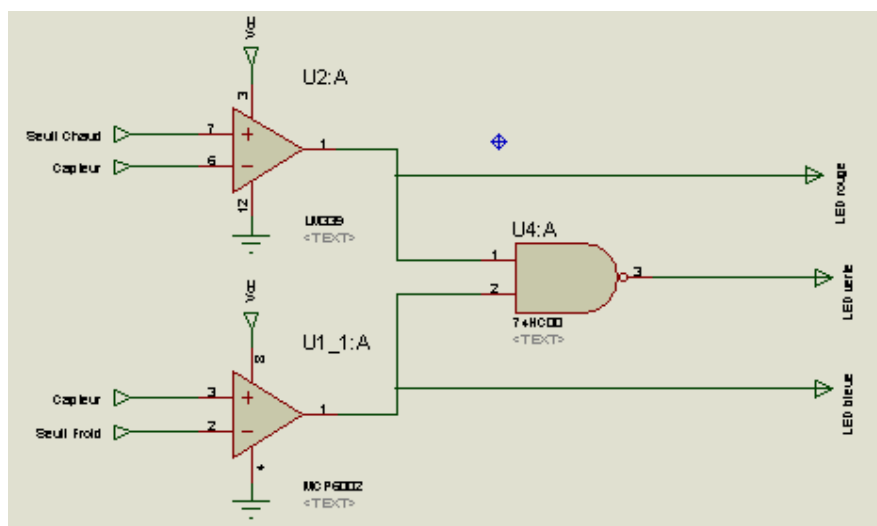 Vcc
3
U2:A
Seuil Chaud
7
+
1
Capteur
6
-
LED rouge
12
LM339
<TEXT>
U4:A
1
3
LED verte
2
74HC00
<TEXT>
Vcc
8
U1_1:A
Capteur
3
+
1
LED bleue
Seuil Froid
2
-
4
MCP6002
<TEXT>